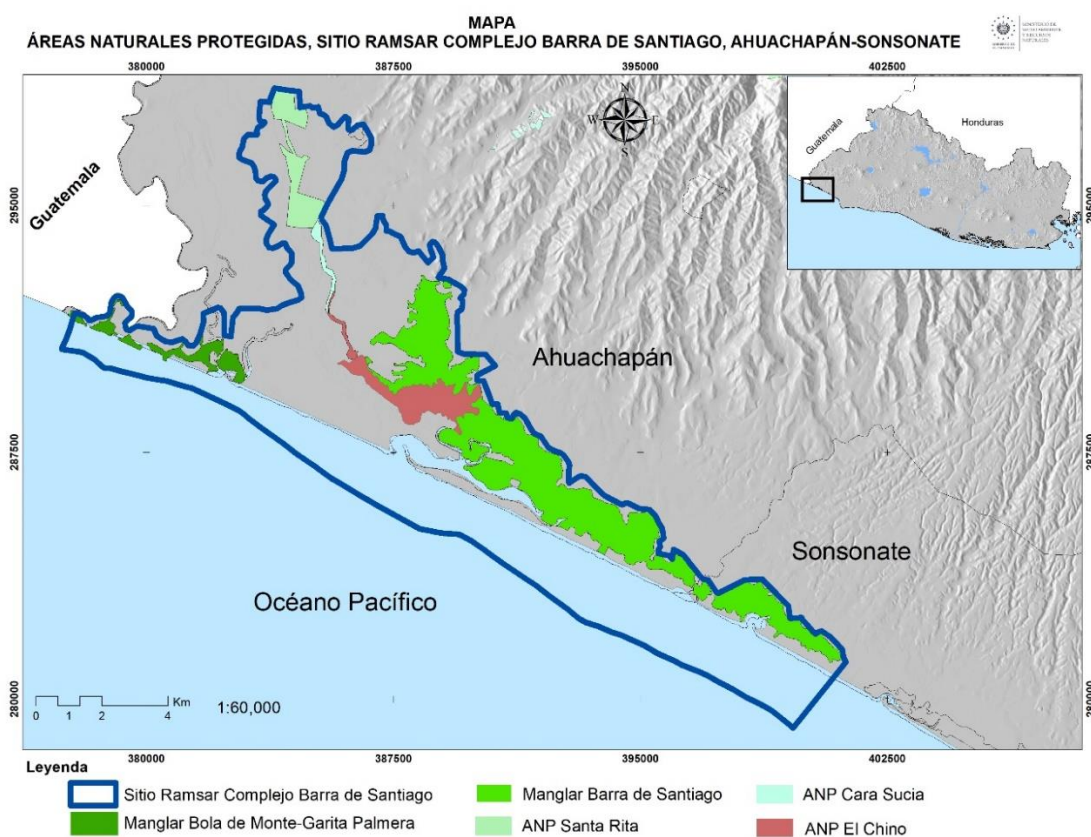 MAPA
ÁREAS NATURALES PROTEGIDAS, SITIO RAMSAR COMPLEJO BARRA DE SANTIAGO, AHUACHAPÁN-SONSONATE
380000 387500 395000 402500
N
W E
S
Guatemala
Honduras
Guatemala
295000
295000
Ahuachapán
287500
287500
Sonsonate
Océano Pacífico
280000
280000
Km
0 1 2 4
1:60,000
380000 387500 395000 402500
Leyenda
Sitio Ramsar Complejo Barra de Santiago
Manglar Barra de Santiago
ANP Cara Sucia
Manglar Bola de Monte-Garita Palmera
ANP Santa Rita
ANP El Chino